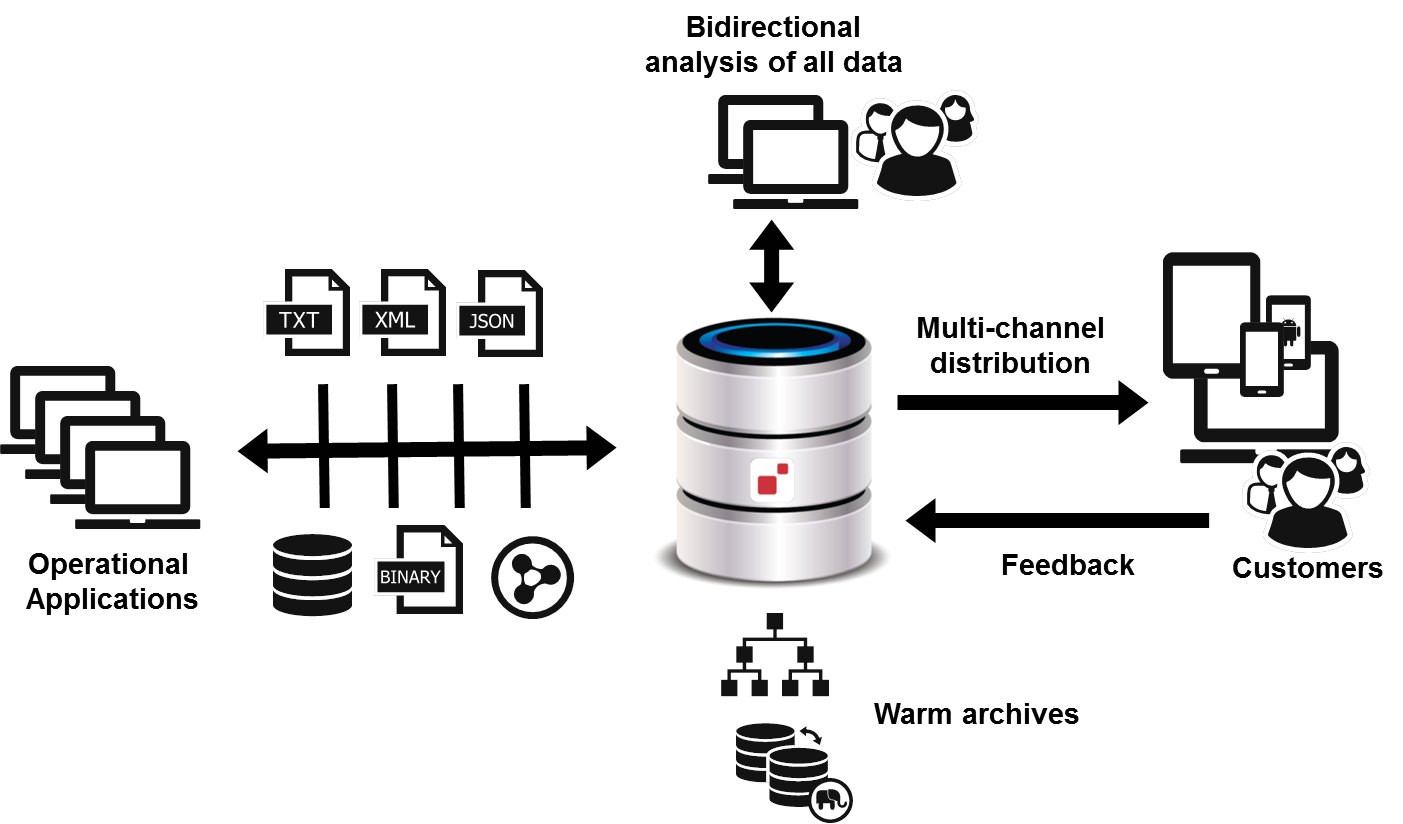 Bidirectional
analysis of all data
TXT
XML
JSON
Multi-channel
distribution
Operational
Applications
BINARY
Feedback
Customers
Warm archives